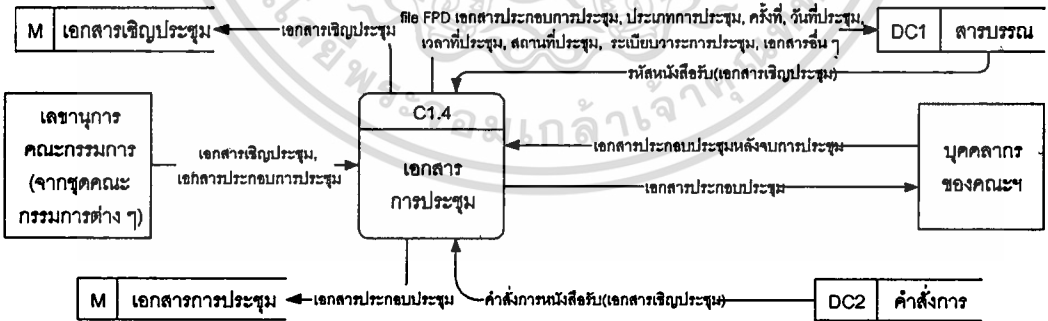 M เอกสารเชิญประชุม
เอกสารเชิญประชุม
file FPD เอกสารประกอบการประชุม, ประเภทการประชุม, ครั้งที่, วันที่ประชุม,
เวลาที่ประชุม, สถานที่ประชุม, ระเบียบวาระการประชุม, เอกสารอื่น ๆ
DC1 สารบรรณ
รหัสหนังสือรับ(เอกสารเชิญประชุม)
เลขานุการ
คณะกรรมการ
(จากชุดคณะ
กรรมการต่าง ๆ)
เอกสารเชิญประชุม,
เอกสารประกอบการประชุม
C1.4
เอกสาร
การประชุม
เอกสารประกอบประชุมหลังจบการประชุม
เอกสารประกอบประชุม
บุคคลากร
ของคณะฯ
M เอกสารการประชุม
เอกสารประกอบประชุม
คำสั่งการหนังสือรับ(เอกสารเชิญประชุม)
DC2 คำสั่งการ